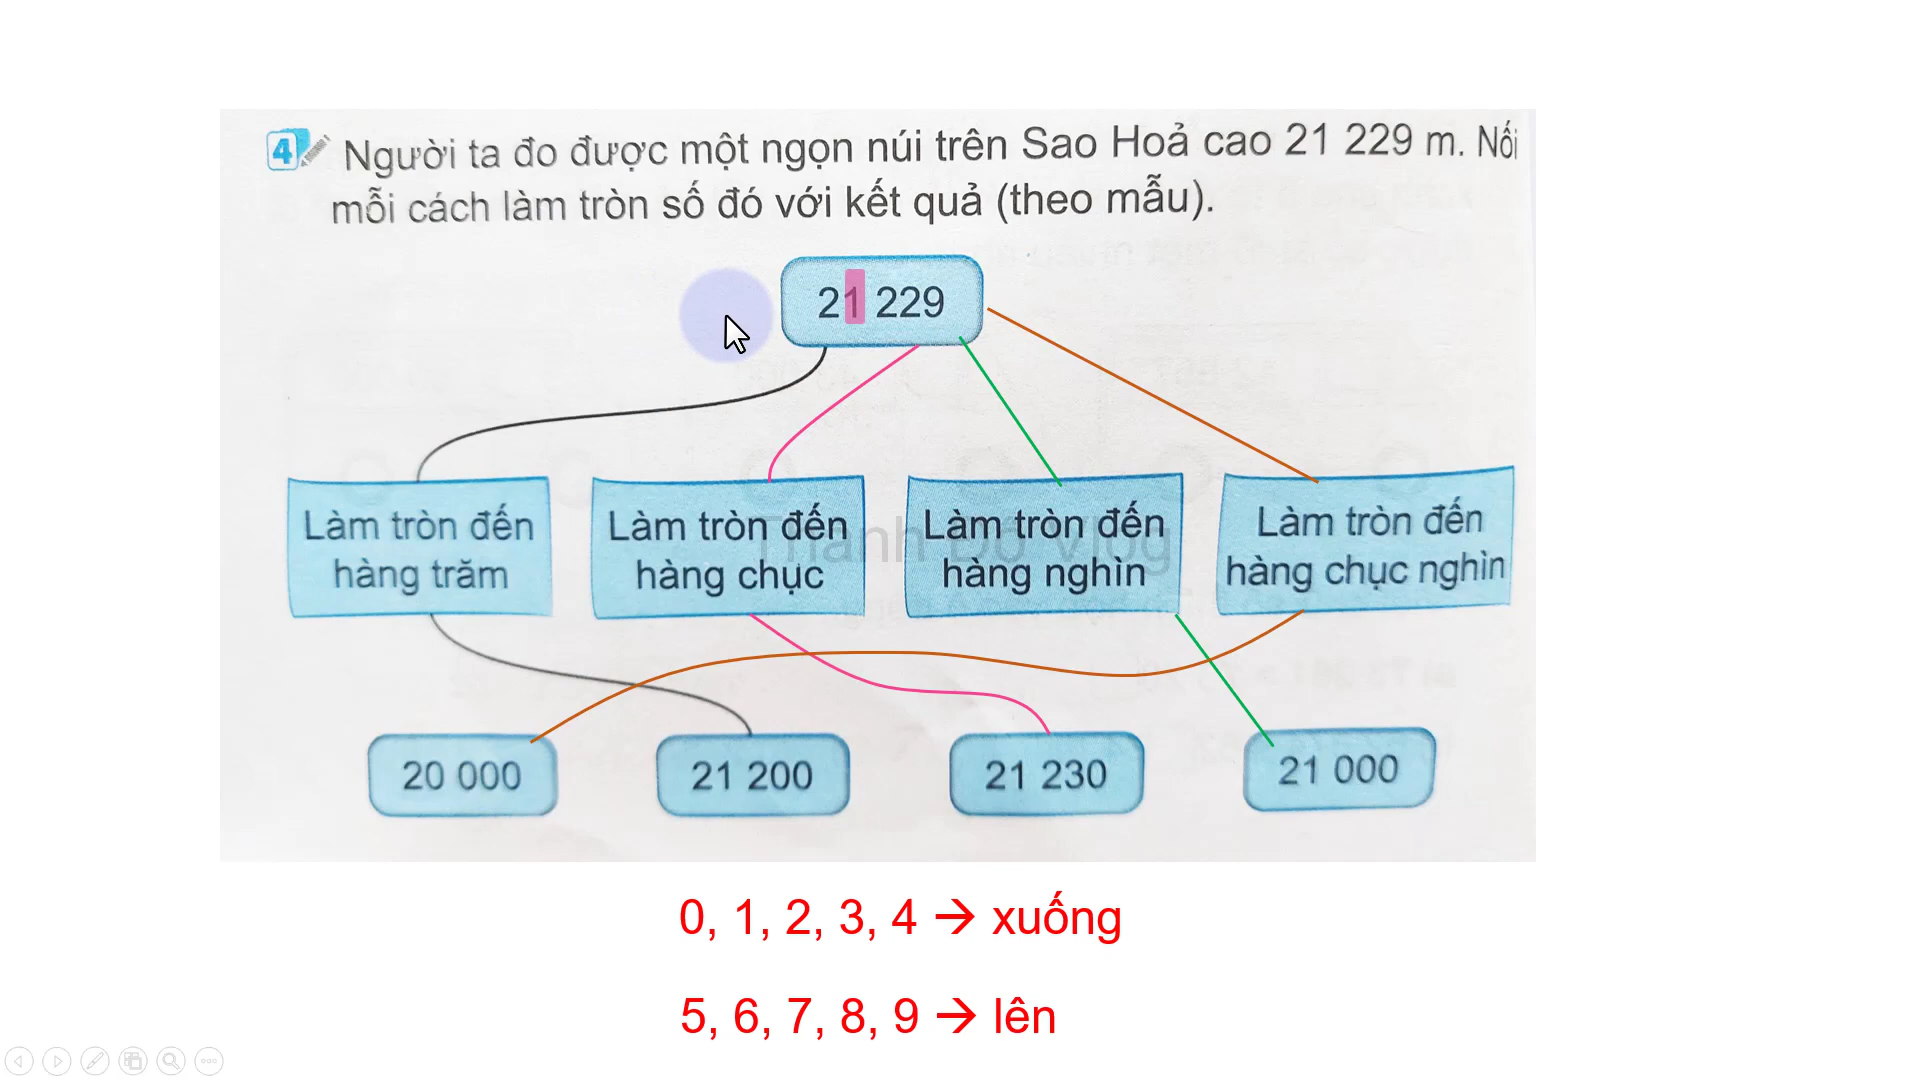 4 Người ta đo được một ngọn núi trên Sao Hoả cao 21 229 m. Nối
mỗi cách làm tròn số đó với kết quả (theo mẫu).
21 229
Làm tròn đến
hàng trăm
Làm tròn đến
hàng chục
Làm tròn đến
hàng nghìn
Làm tròn đến
hàng chục nghìn
Thanh Đô Vlog
20 000
21 200
21 230
21 000
0, 1, 2, 3, 4 → xuống
5, 6, 7, 8, 9 → lên